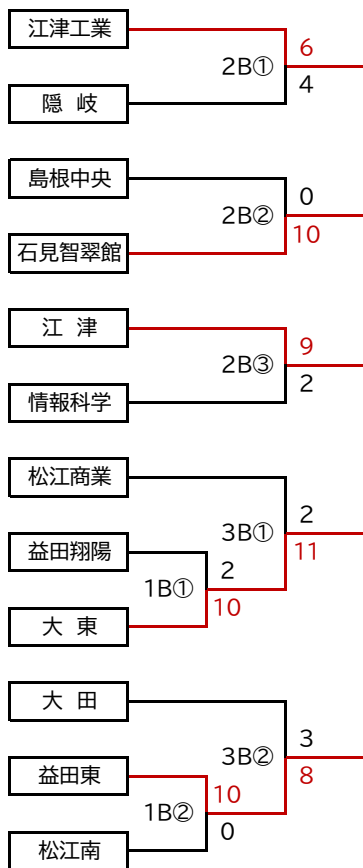 江津工業
6
2B①
4
隠 岐
島根中央
0
2B②
10
石見智翠館
江 津
9
2B③
2
情報科学
松江商業
2
3B①
11
益田翔陽
2
1B①
10
大 東
大 田
3
3B②
8
益田東
10
1B②
0
松江南